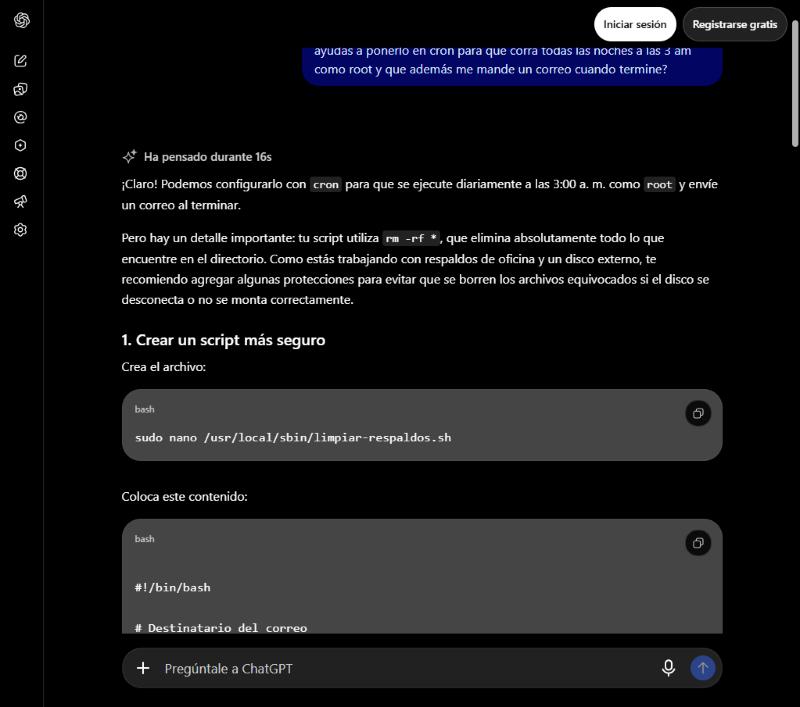 Iniciar sesión
Registrarse gratis
ayudas a ponerlo en cron para que corra todas las noches a las 3 am
como root y que además me mande un correo cuando termine?
Ha pensado durante 16s
¡Claro! Podemos configurarlo con cron para que se ejecute diariamente a las 3:00 a. m. como root y envíe
un correo al terminar.
Pero hay un detalle importante: tu script utiliza rm -rf *, que elimina absolutamente todo lo que
encuentre en el directorio. Como estás trabajando con respaldos de oficina y un disco externo, te
recomiendo agregar algunas protecciones para evitar que se borren los archivos equivocados si el disco se
desconecta o no se monta correctamente.
1. Crear un script más seguro
Crea el archivo:
bash
sudo nano /usr/local/sbin/limpiar-respaldos.sh
Coloca este contenido:
bash
#!/bin/bash
# Destinatario del correo
Pregúntale a ChatGPT